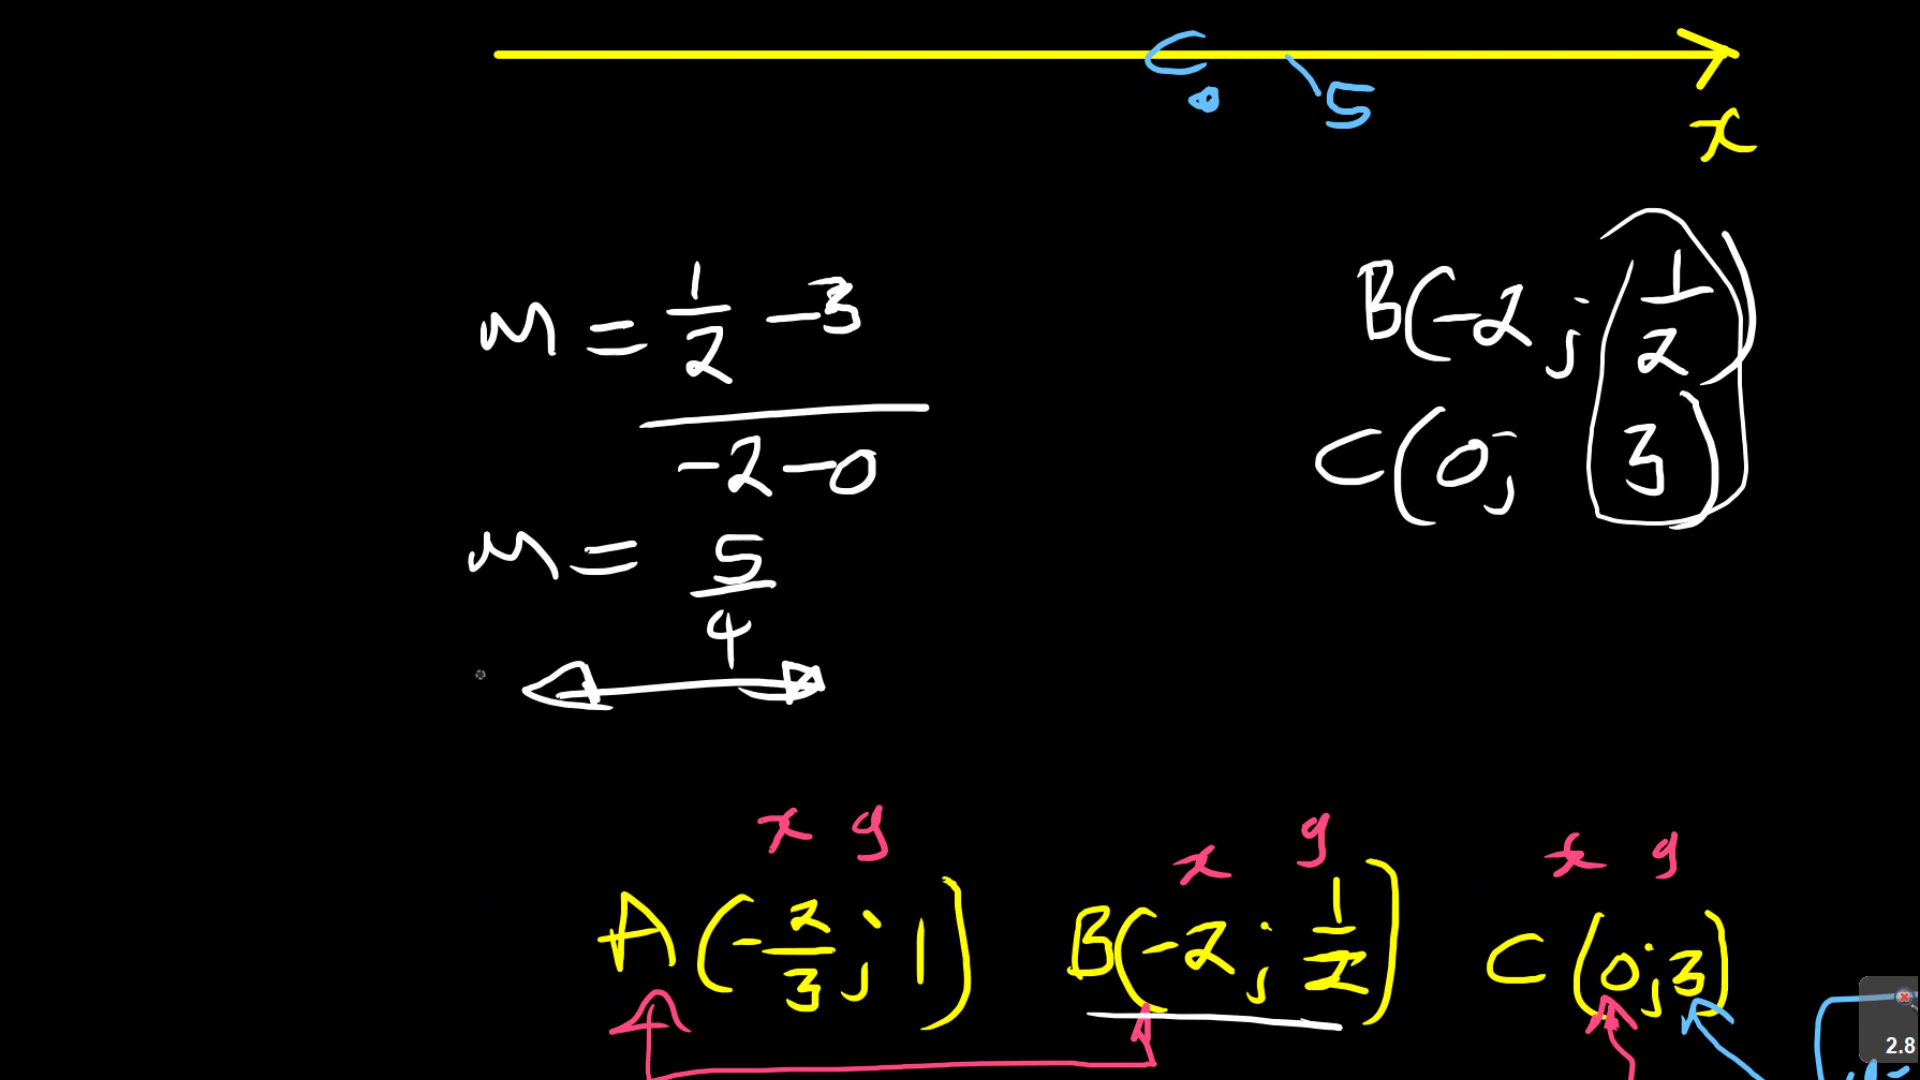 C 5
x
m = 1/2 - 3 / -2 - 0
B(-2; 1/2)
C(0; 3)
m = 5/4
x y x y x y
A(-2/3; 1) B(-2; 1/2) C(0; 3)
2.8